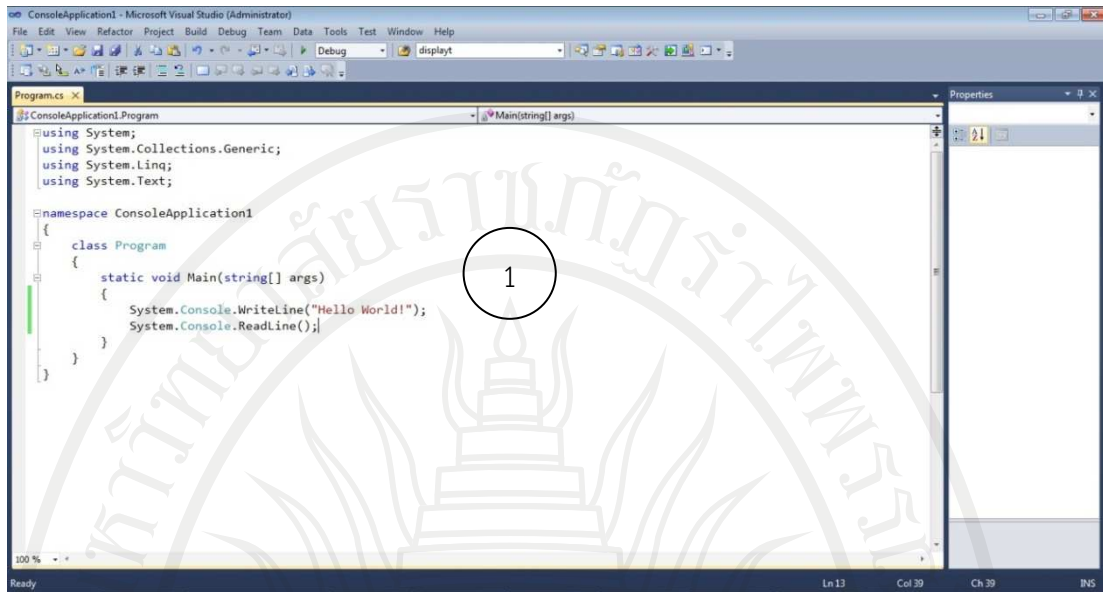 ConsoleApplication1 - Microsoft Visual Studio (Administrator)
File Edit View Refactor Project Build Debug Team Data Tools Test Window Help
Debug displayt
Program.cs
Properties
ConsoleApplication1.Program Main(string[] args)
using System;
using System.Collections.Generic;
using System.Linq;
using System.Text;
namespace ConsoleApplication1
{
class Program
{
static void Main(string[] args)
{
System.Console.WriteLine("Hello World!");
System.Console.ReadLine();
}
}
}
1
100 %
Ready Ln 13 Col 39 Ch 39 INS